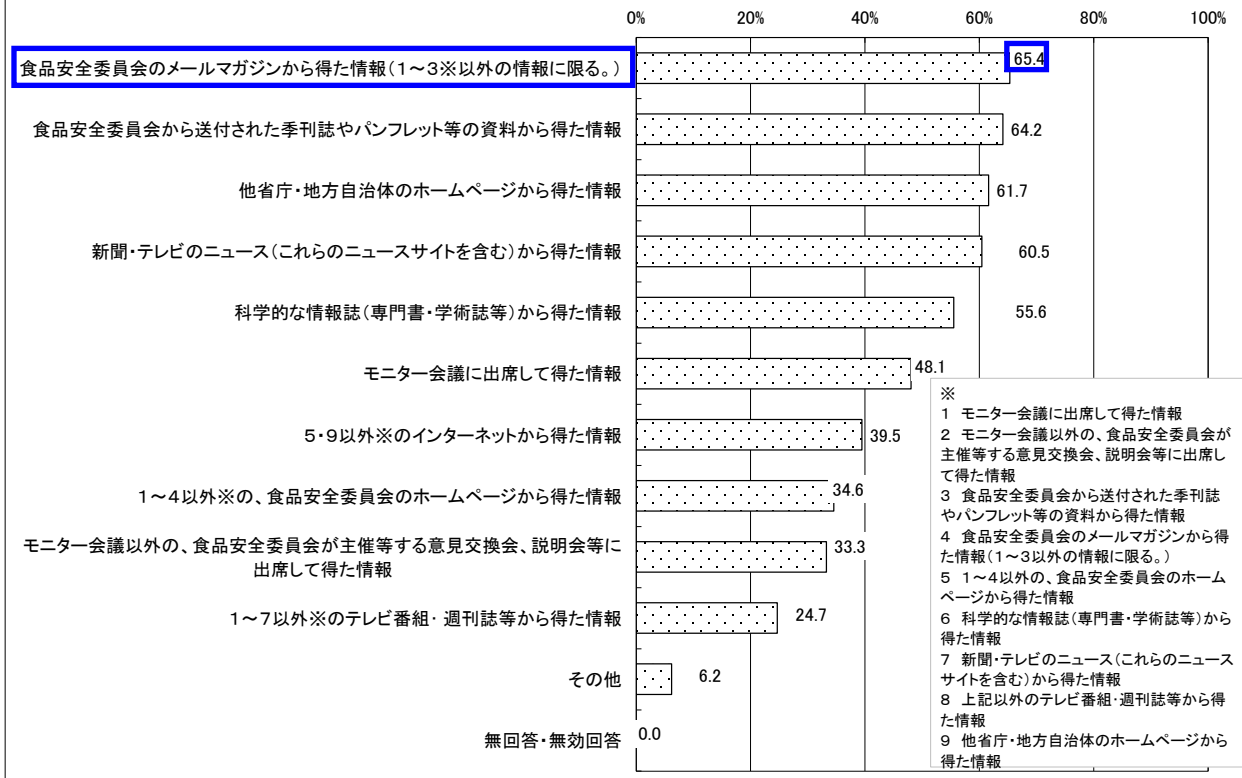 0% 20% 40% 60% 80% 100%
食品安全委員会のメールマガジンから得た情報(1～3※以外の情報に限る。) 65.4
食品安全委員会から送付された季刊誌やパンフレット等の資料から得た情報 64.2
他省庁・地方自治体のホームページから得た情報 61.7
新聞・テレビのニュース(これらのニュースサイトを含む)から得た情報 60.5
科学的な情報誌(専門書・学術誌等)から得た情報 55.6
モニター会議に出席して得た情報 48.1
5・9以外※のインターネットから得た情報 39.5
1～4以外※の、食品安全委員会のホームページから得た情報 34.6
モニター会議以外の、食品安全委員会が主催等する意見交換会、説明会等に
出席して得た情報 33.3
1～7以外※のテレビ番組・週刊誌等から得た情報 24.7
その他 6.2
無回答・無効回答 0.0
※
1 モニター会議に出席して得た情報
2 モニター会議以外の、食品安全委員会が
主催等する意見交換会、説明会等に出席し
て得た情報
3 食品安全委員会から送付された季刊誌
やパンフレット等の資料から得た情報
4 食品安全委員会のメールマガジンから得
た情報(1～3以外の情報に限る。)
5 1～4以外の、食品安全委員会のホーム
ページから得た情報
6 科学的な情報誌(専門書・学術誌等)から
得た情報
7 新聞・テレビのニュース(これらのニュース
サイトを含む)から得た情報
8 上記以外のテレビ番組・週刊誌等から得
た情報
9 他省庁・地方自治体のホームページから
得た情報